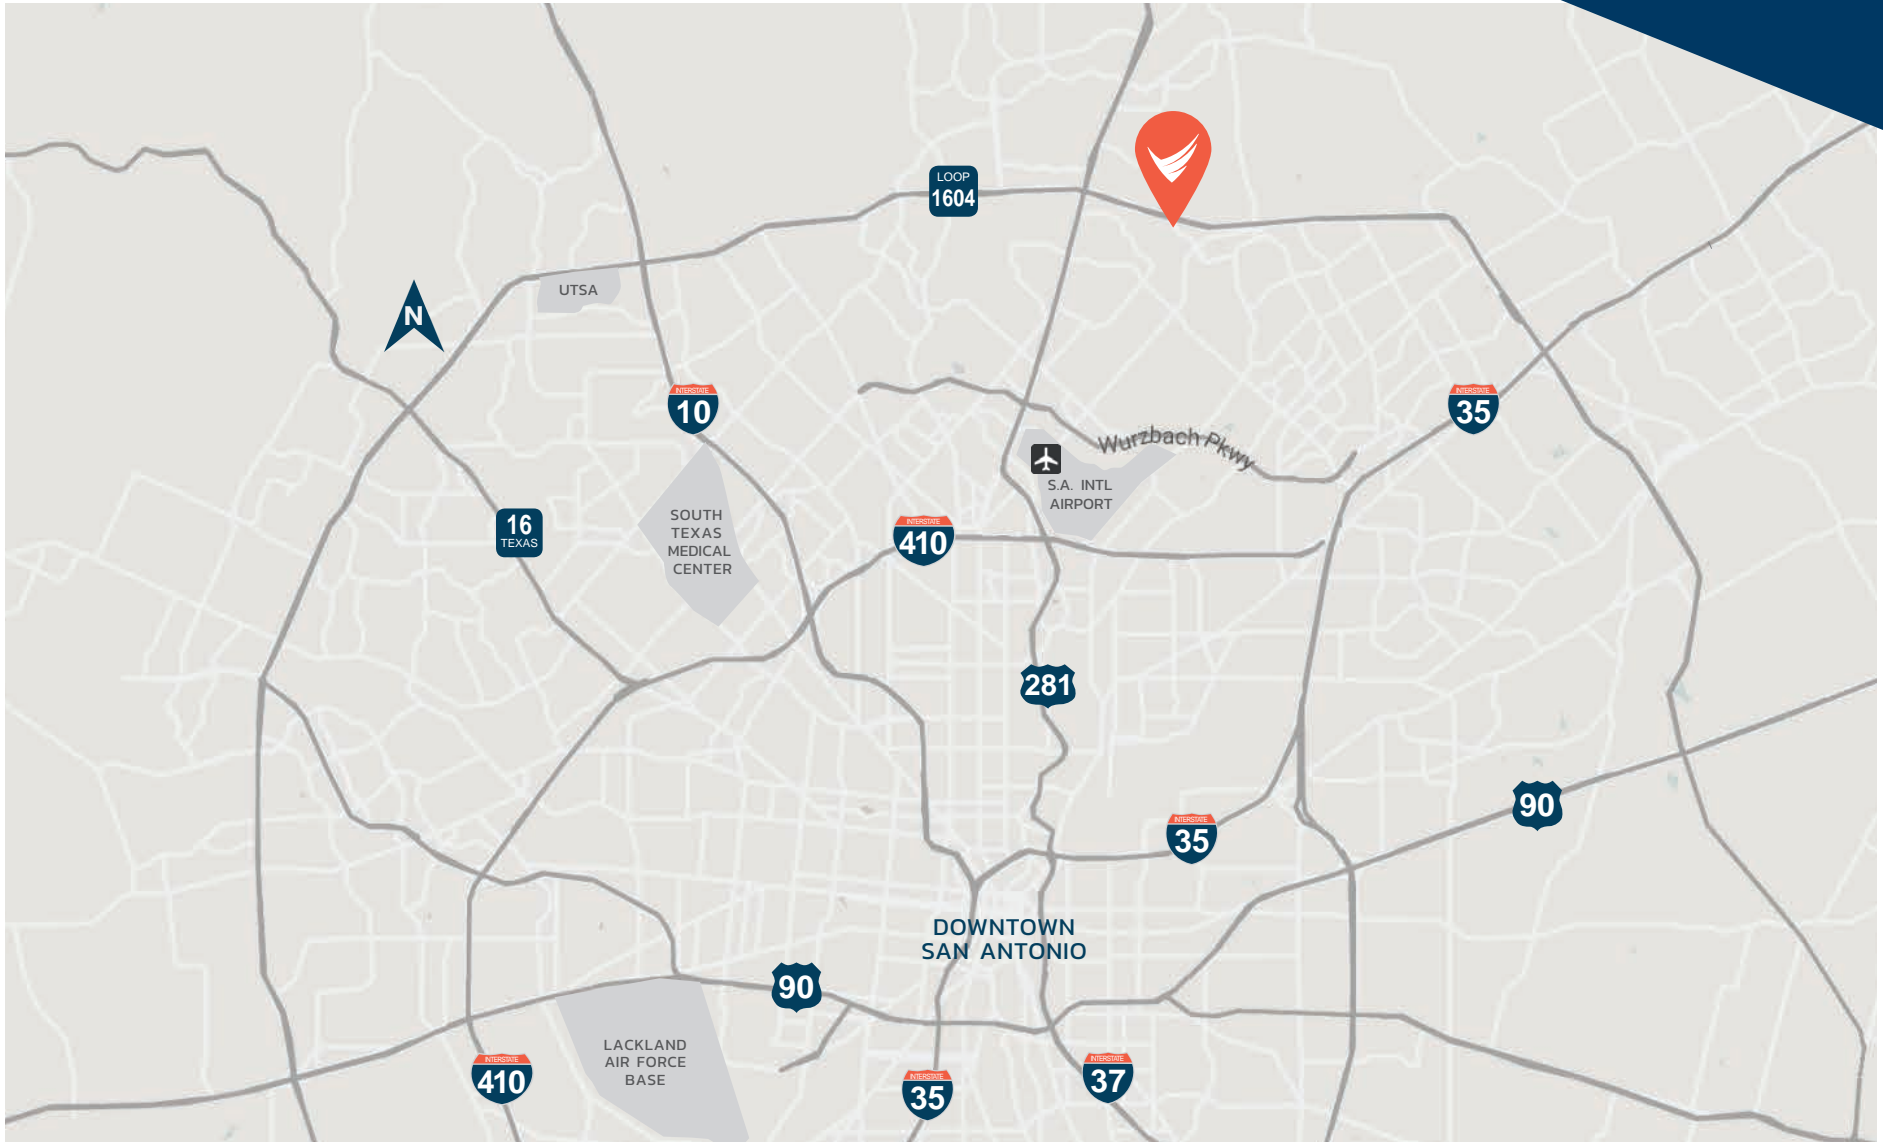 LOOP
1604
UTSA
N
INTERSTATE
10
INTERSTATE
35
Wurzbach Pkwy
S.A. INTL
AIRPORT
16
TEXAS
SOUTH
TEXAS
MEDICAL
CENTER
INTERSTATE
410
281
90
INTERSTATE
35
DOWNTOWN
SAN ANTONIO
90
LACKLAND
AIR FORCE
BASE
INTERSTATE
410
INTERSTATE
35
INTERSTATE
37